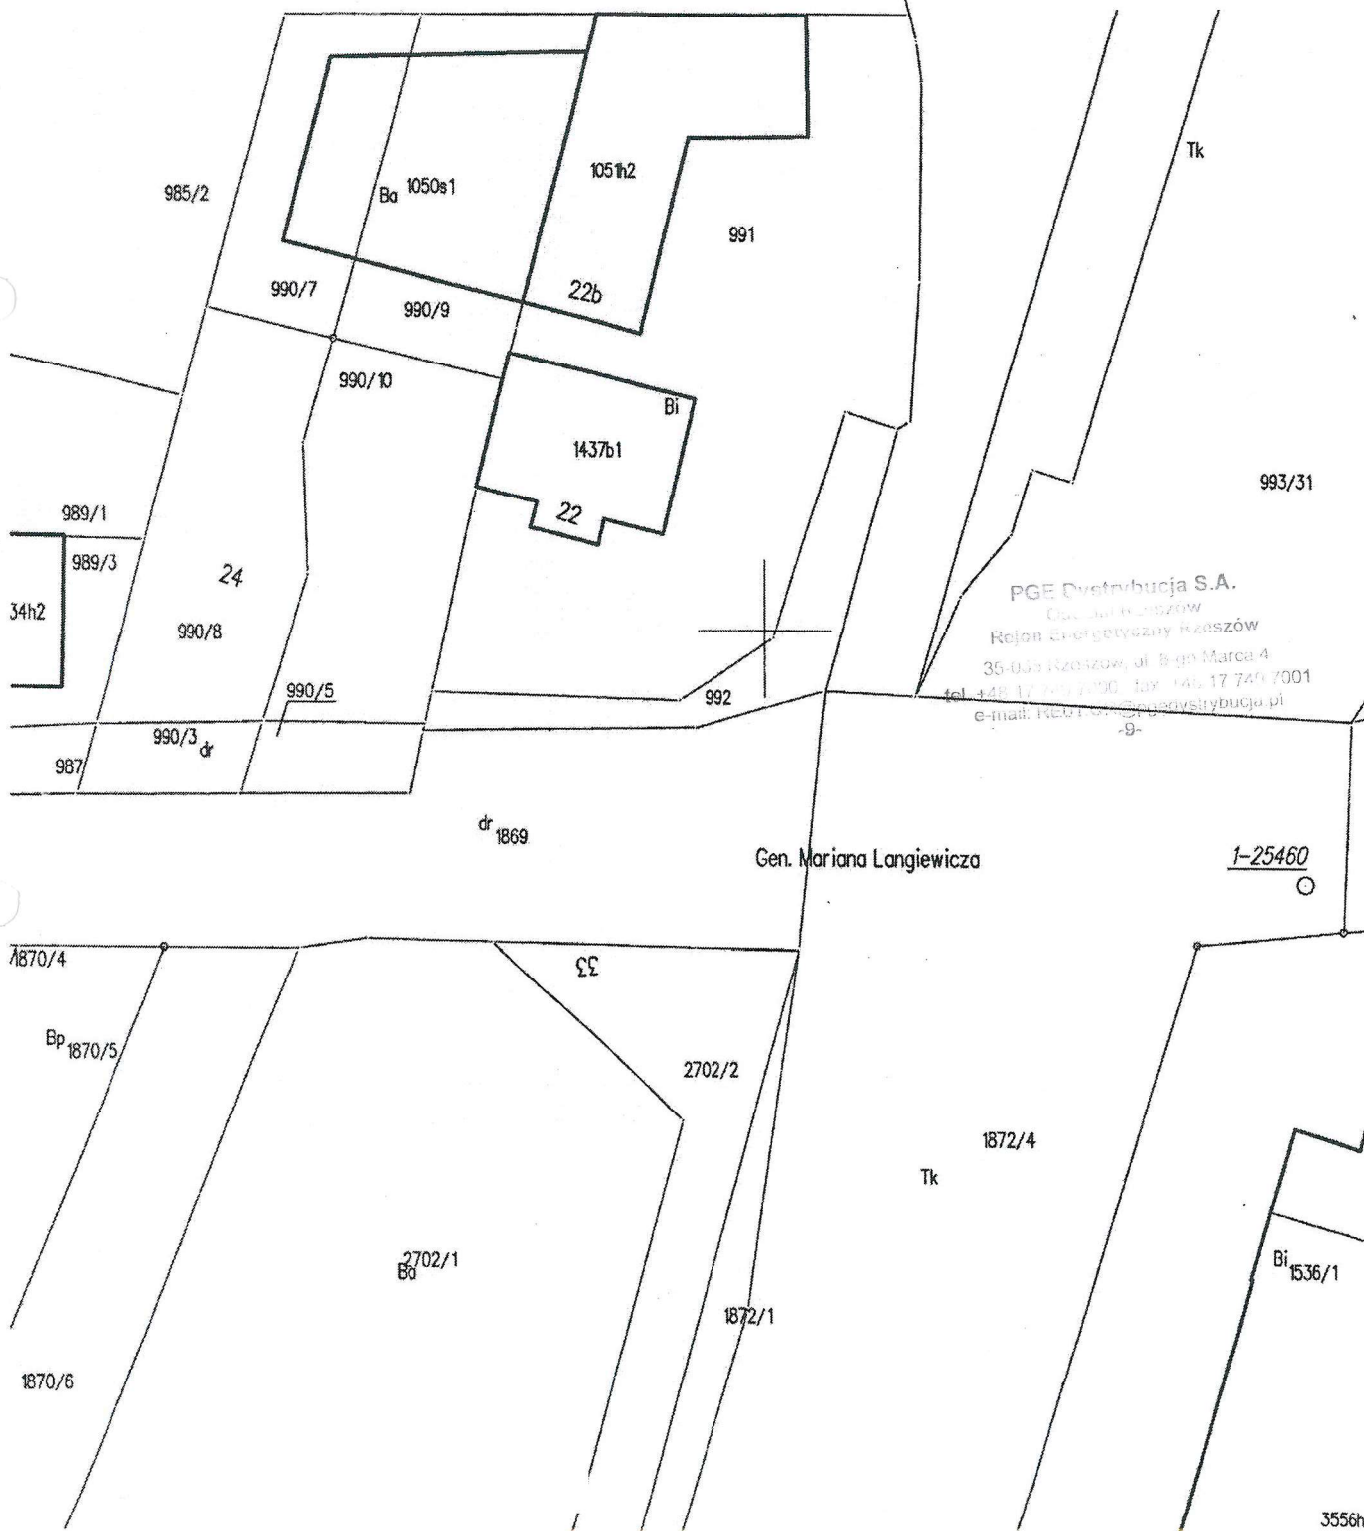 Tk
985/2
Ba 1050s1
1051h2
991
990/7
990/9
22b
990/10
Bi
1437b1
993/31
989/1
22
989/3
24
34h2
990/8
PGE Dystrybucja S.A.
Rejon Energetyczny Rzeszów
990/5
992
-9-
990/3 dr
987
dr 1869
Gen. Mariana Langiewicza
1-25460
1870/4
33
Bp 1870/5
2702/2
1872/4
Tk
2702/1
Ba
Bi 1536/1
1872/1
1870/6
3556h